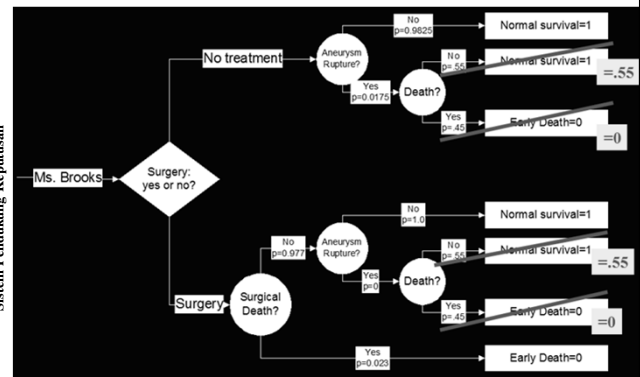 Sistem Pendukung Keputusan
No
p=0.9825
Normal survival=1
No treatment
Aneurysm
Rupture?
No
p=.55
Normal survival=1
=.55
Yes
p=0.0175
Death?
Yes
p=.45
Early Death=0
=0
Ms. Brooks
Surgery:
yes or no?
No
p=1.0
Normal survival=1
No
p=0.977
Aneurysm
Rupture?
No
p=.55
Normal survival=1
=.55
Yes
p=0
Death?
Surgery
Surgical
Death?
Yes
p=.45
Early Death=0
=0
Yes
p=0.023
Early Death=0